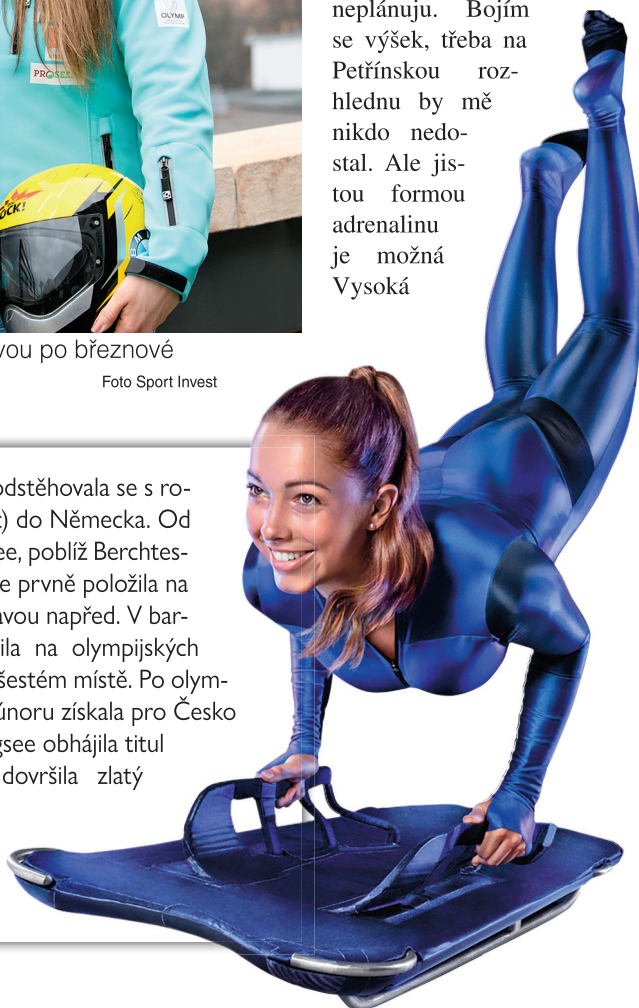 OLYMP
PROSEIL
OCK!
neplánuju. Bojím
se výšek, třeba na
Petřínskou roz-
hlednu by mě
nikdo nedo-
stal. Ale jis-
tou formou
adrenalinu
je možná
Vysoká
vou po březnové
Foto Sport Invest
odstěhovala se s ro-
) do Německa. Od
ee, poblíž Berchtes-
e prvně položila na
avou napřed. V bar-
ila na olympijských
šestém místě. Po olym-
únoru získala pro Česko
gsee obhájila titul
dovršila zlatý